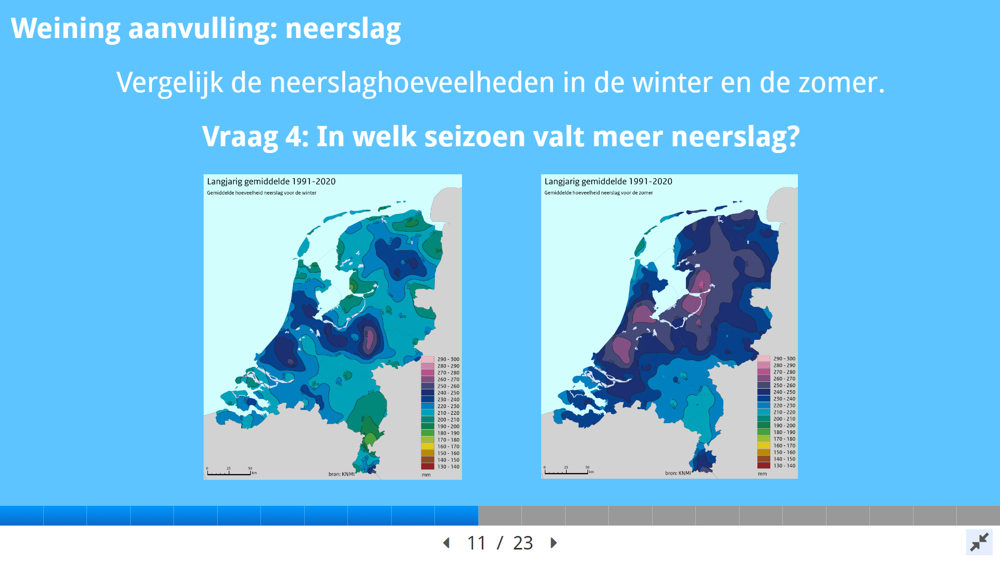 Weining aanvulling: neerslag
Vergelijk de neerslaghoeveelheden in de winter en de zomer.
Vraag 4: In welk seizoen valt meer neerslag?
Langjarig gemiddelde 1991-2020
Gemiddelde hoeveelheid neerslag voor de winter
290 - 300
280 - 290
270 - 280
260 - 270
250 - 260
240 - 250
230 - 240
220 - 230
210 - 220
200 - 210
190 - 200
180 - 190
170 - 180
160 - 170
150 - 160
140 - 150
130 - 140
mm
0 25 50 km
bron: KNMI
Langjarig gemiddelde 1991-2020
Gemiddelde hoeveelheid neerslag voor de zomer
290 - 300
280 - 290
270 - 280
260 - 270
250 - 260
240 - 250
230 - 240
220 - 230
210 - 220
200 - 210
190 - 200
180 - 190
170 - 180
160 - 170
150 - 160
140 - 150
130 - 140
mm
0 25 50 km
bron: KNMI
11 / 23